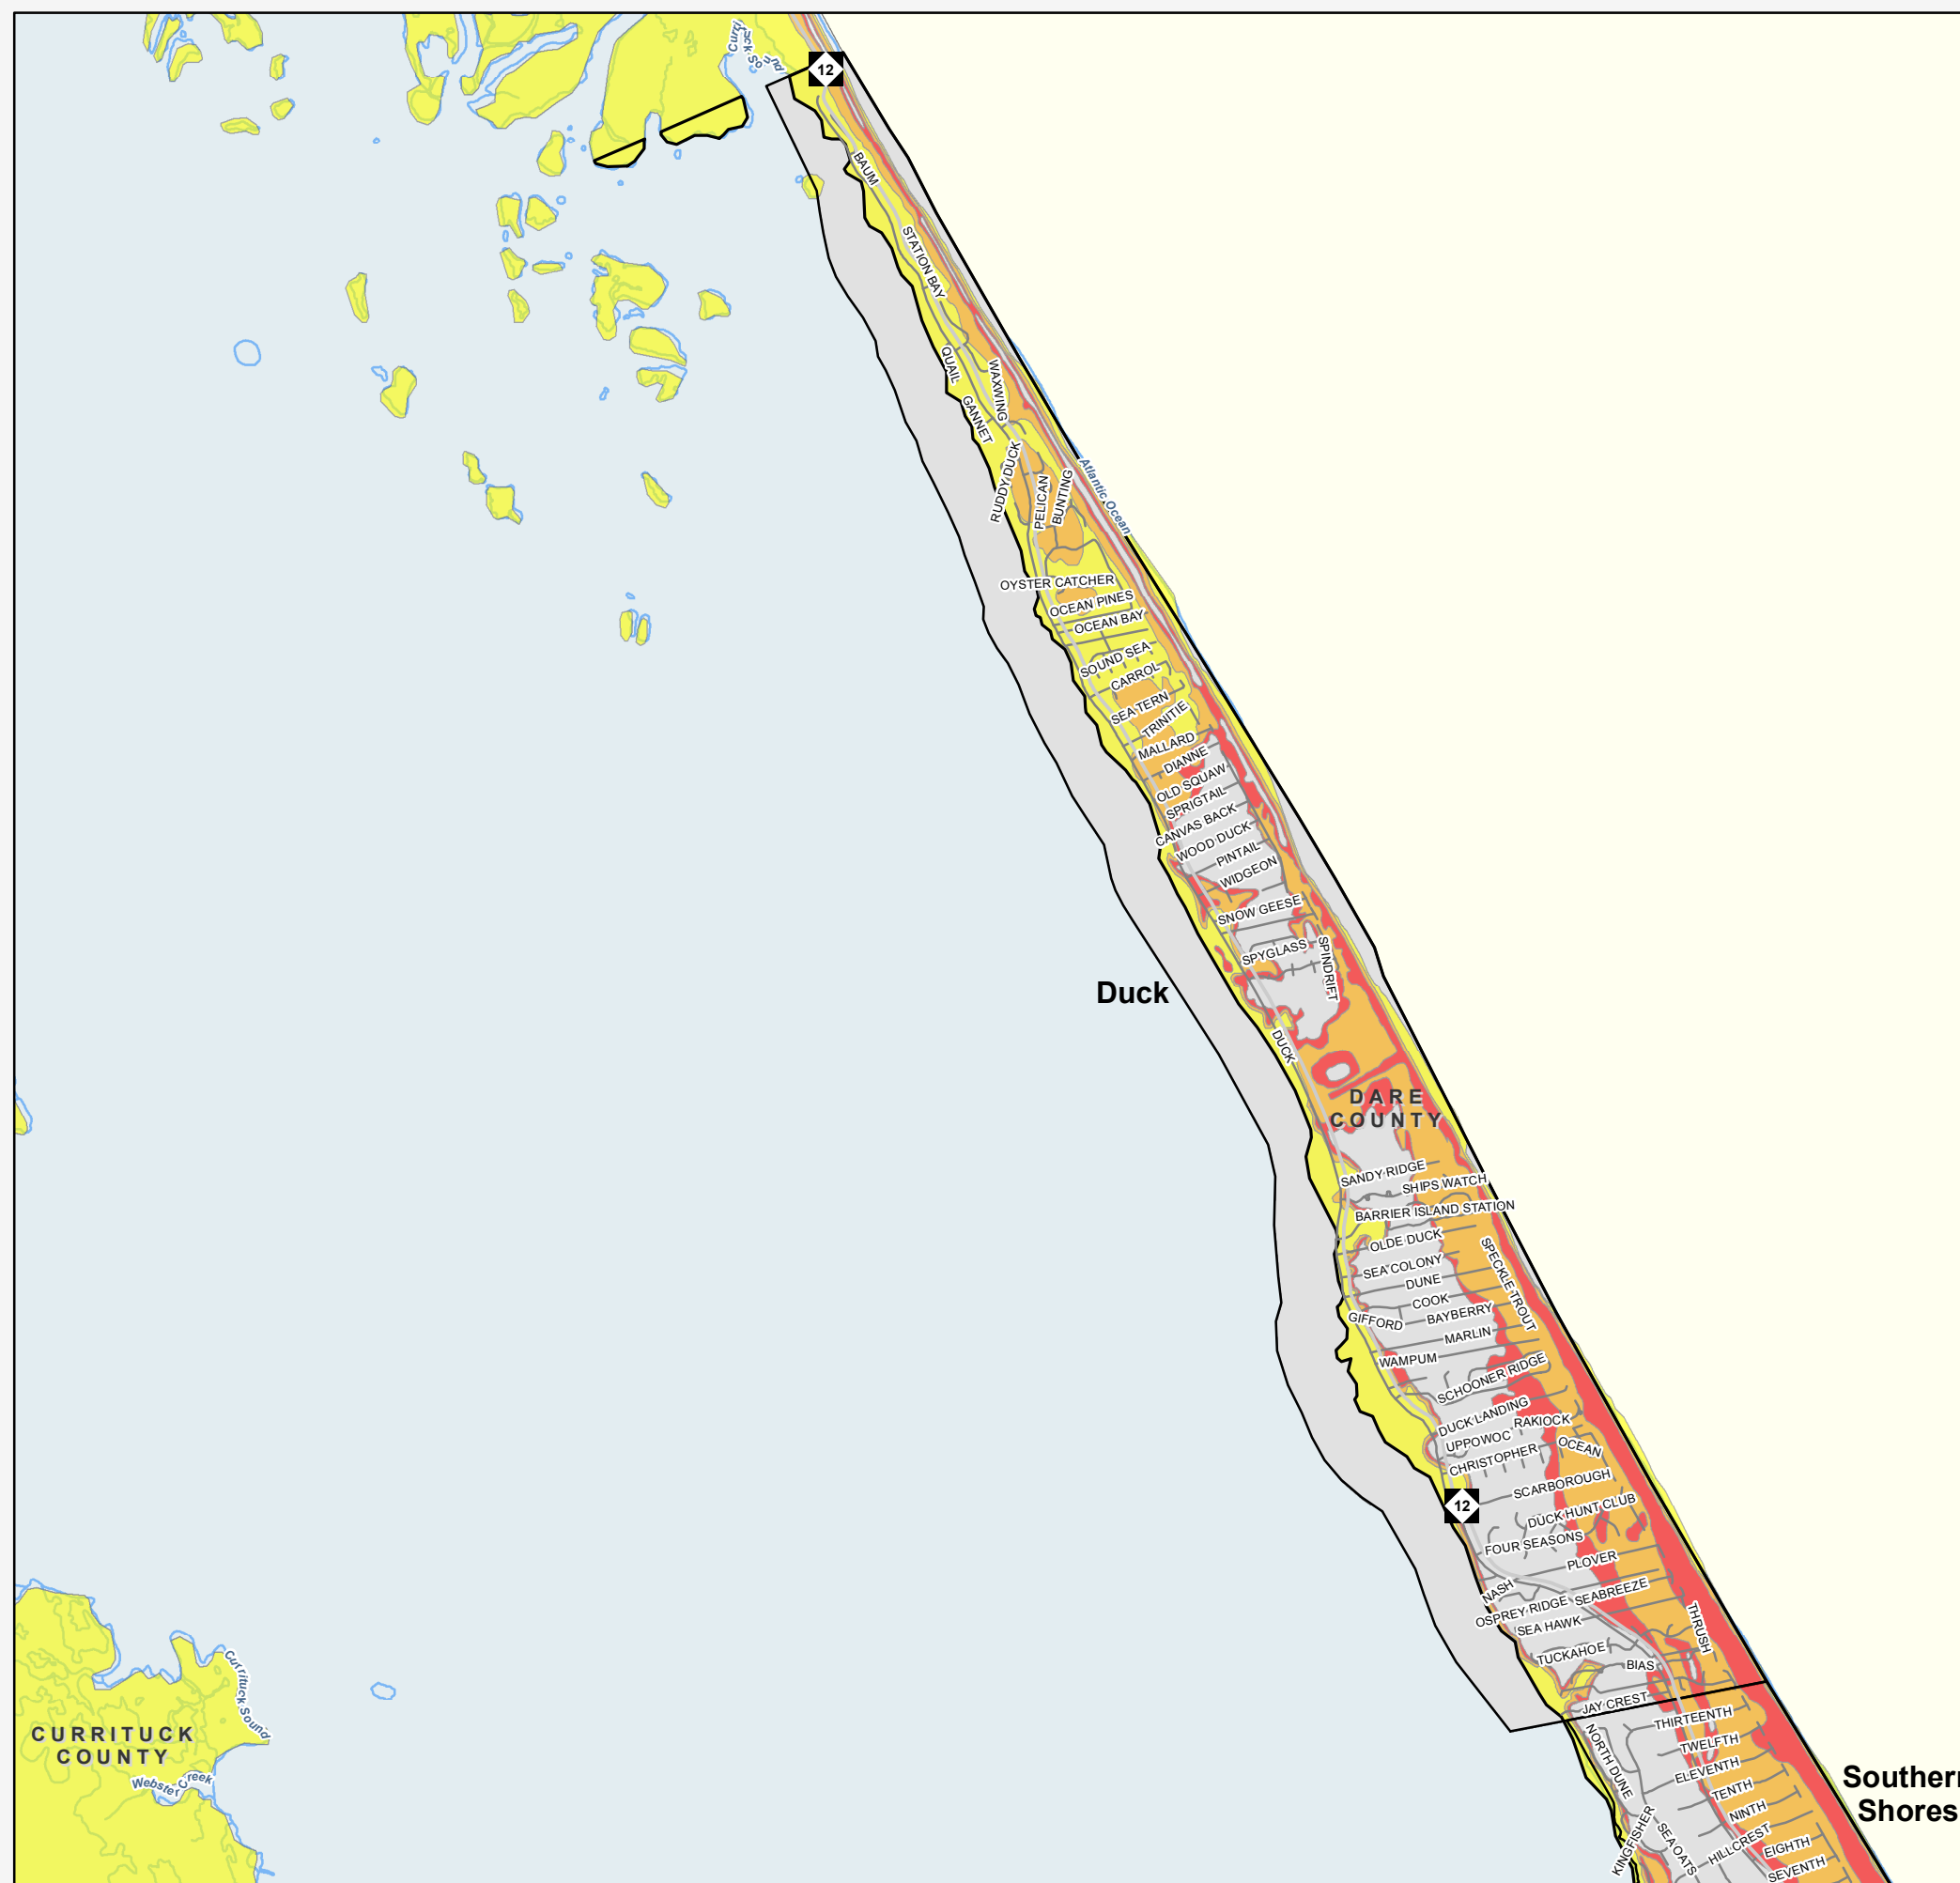 Currituck Sound
12
BAUM
STATION BAY
QUAIL
WAXWING
GANNET
RUDDY DUCK
PELICAN
BUNTING
Atlantic Ocean
OYSTER CATCHER
OCEAN PINES
OCEAN BAY
SOUND SEA
CARROL
SEA TERN
TRINITIE
MALLARD
DIANNE
OLD SQUAW
SPRIGTAIL
CANVAS BACK
WOOD DUCK
PINTAIL
WIDGEON
SNOW GEESE
SPYGLASS
SPINDRIFT
Duck
DUCK
DARE
COUNTY
SANDY RIDGE
SHIPS WATCH
BARRIER ISLAND STATION
OLDE DUCK
SPECKLE TROUT
SEA COLONY
DUNE
COOK
GIFFORD
BAYBERRY
MARLIN
WAMPUM
SCHOONER RIDGE
DUCK LANDING
RAKIOCK
UPPOWOC
OCEAN
CHRISTOPHER
SCARBOROUGH
12
DUCK HUNT CLUB
FOUR SEASONS
PLOVER
NASH
SEABREEZE
OSPREY RIDGE
SEA HAWK
THRUSH
TUCKAHOE
BIAS
Currituck Sound
JAY CREST
THIRTEENTH
CURRITUCK
COUNTY
Webster Creek
NORTH DUNE
TWELFTH
ELEVENTH
Southern
Shores
TENTH
NINTH
KINGFISHER
SEA OATS
HILLCREST
EIGHTH
SEVENTH